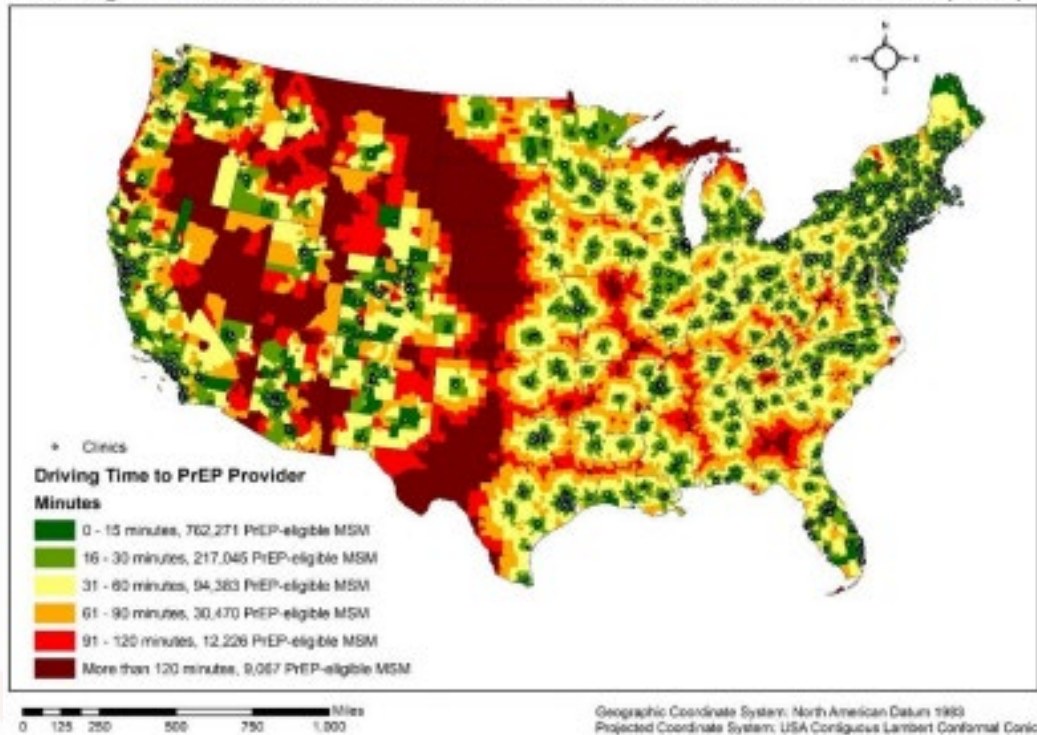 N
W
E
S
Clinics
Driving Time to PrEP Provider
Minutes
0 - 15 minutes, 762,271 PrEP-eligible MSM
16 - 30 minutes, 217,045 PrEP-eligible MSM
31 - 60 minutes, 94,383 PrEP-eligible MSM
61 - 90 minutes, 30,470 PrEP-eligible MSM
91 - 120 minutes, 12,226 PrEP-eligible MSM
More than 120 minutes, 9,067 PrEP-eligible MSM
Miles
0 125 250 500 750 1,000
Geographic Coordinate System: North American Datum 1983
Projected Coordinate System: USA Contiguous Lambert Conformal Conic